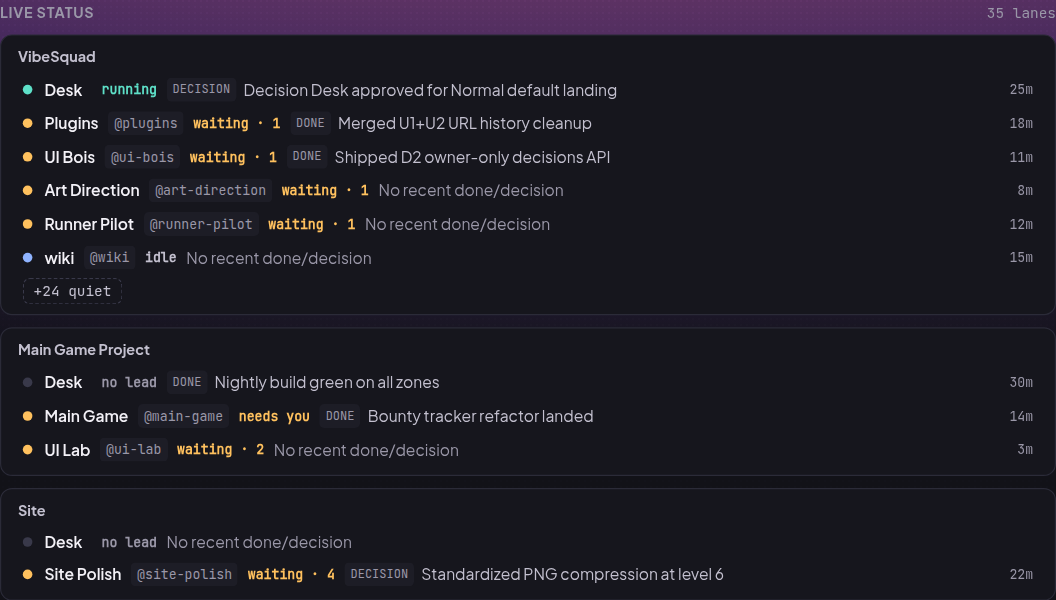 LIVE STATUS 35 lanes
VibeSquad
Desk running DECISION Decision Desk approved for Normal default landing 25m
Plugins @plugins waiting · 1 DONE Merged U1+U2 URL history cleanup 18m
UI Bois @ui-bois waiting · 1 DONE Shipped D2 owner-only decisions API 11m
Art Direction @art-direction waiting · 1 No recent done/decision 8m
Runner Pilot @runner-pilot waiting · 1 No recent done/decision 12m
wiki @wiki idle No recent done/decision 15m
+24 quiet
Main Game Project
Desk no lead DONE Nightly build green on all zones 30m
Main Game @main-game needs you DONE Bounty tracker refactor landed 14m
UI Lab @ui-lab waiting · 2 No recent done/decision 3m
Site
Desk no lead No recent done/decision
Site Polish @site-polish waiting · 4 DECISION Standardized PNG compression at level 6 22m